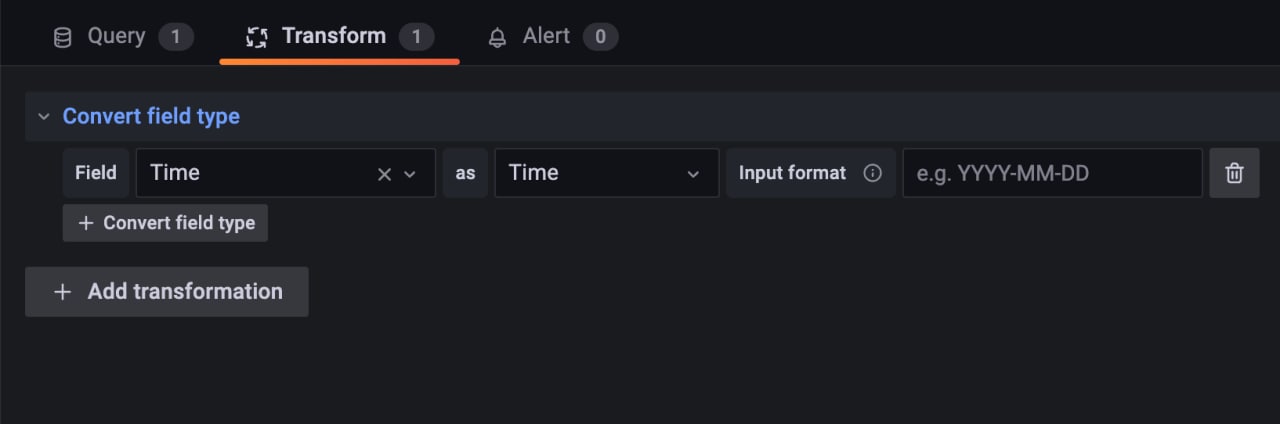 Query 1 Transform 1 Alert 0
Convert field type
Field Time as Time Input format e.g. YYYY-MM-DD
+ Convert field type
+ Add transformation